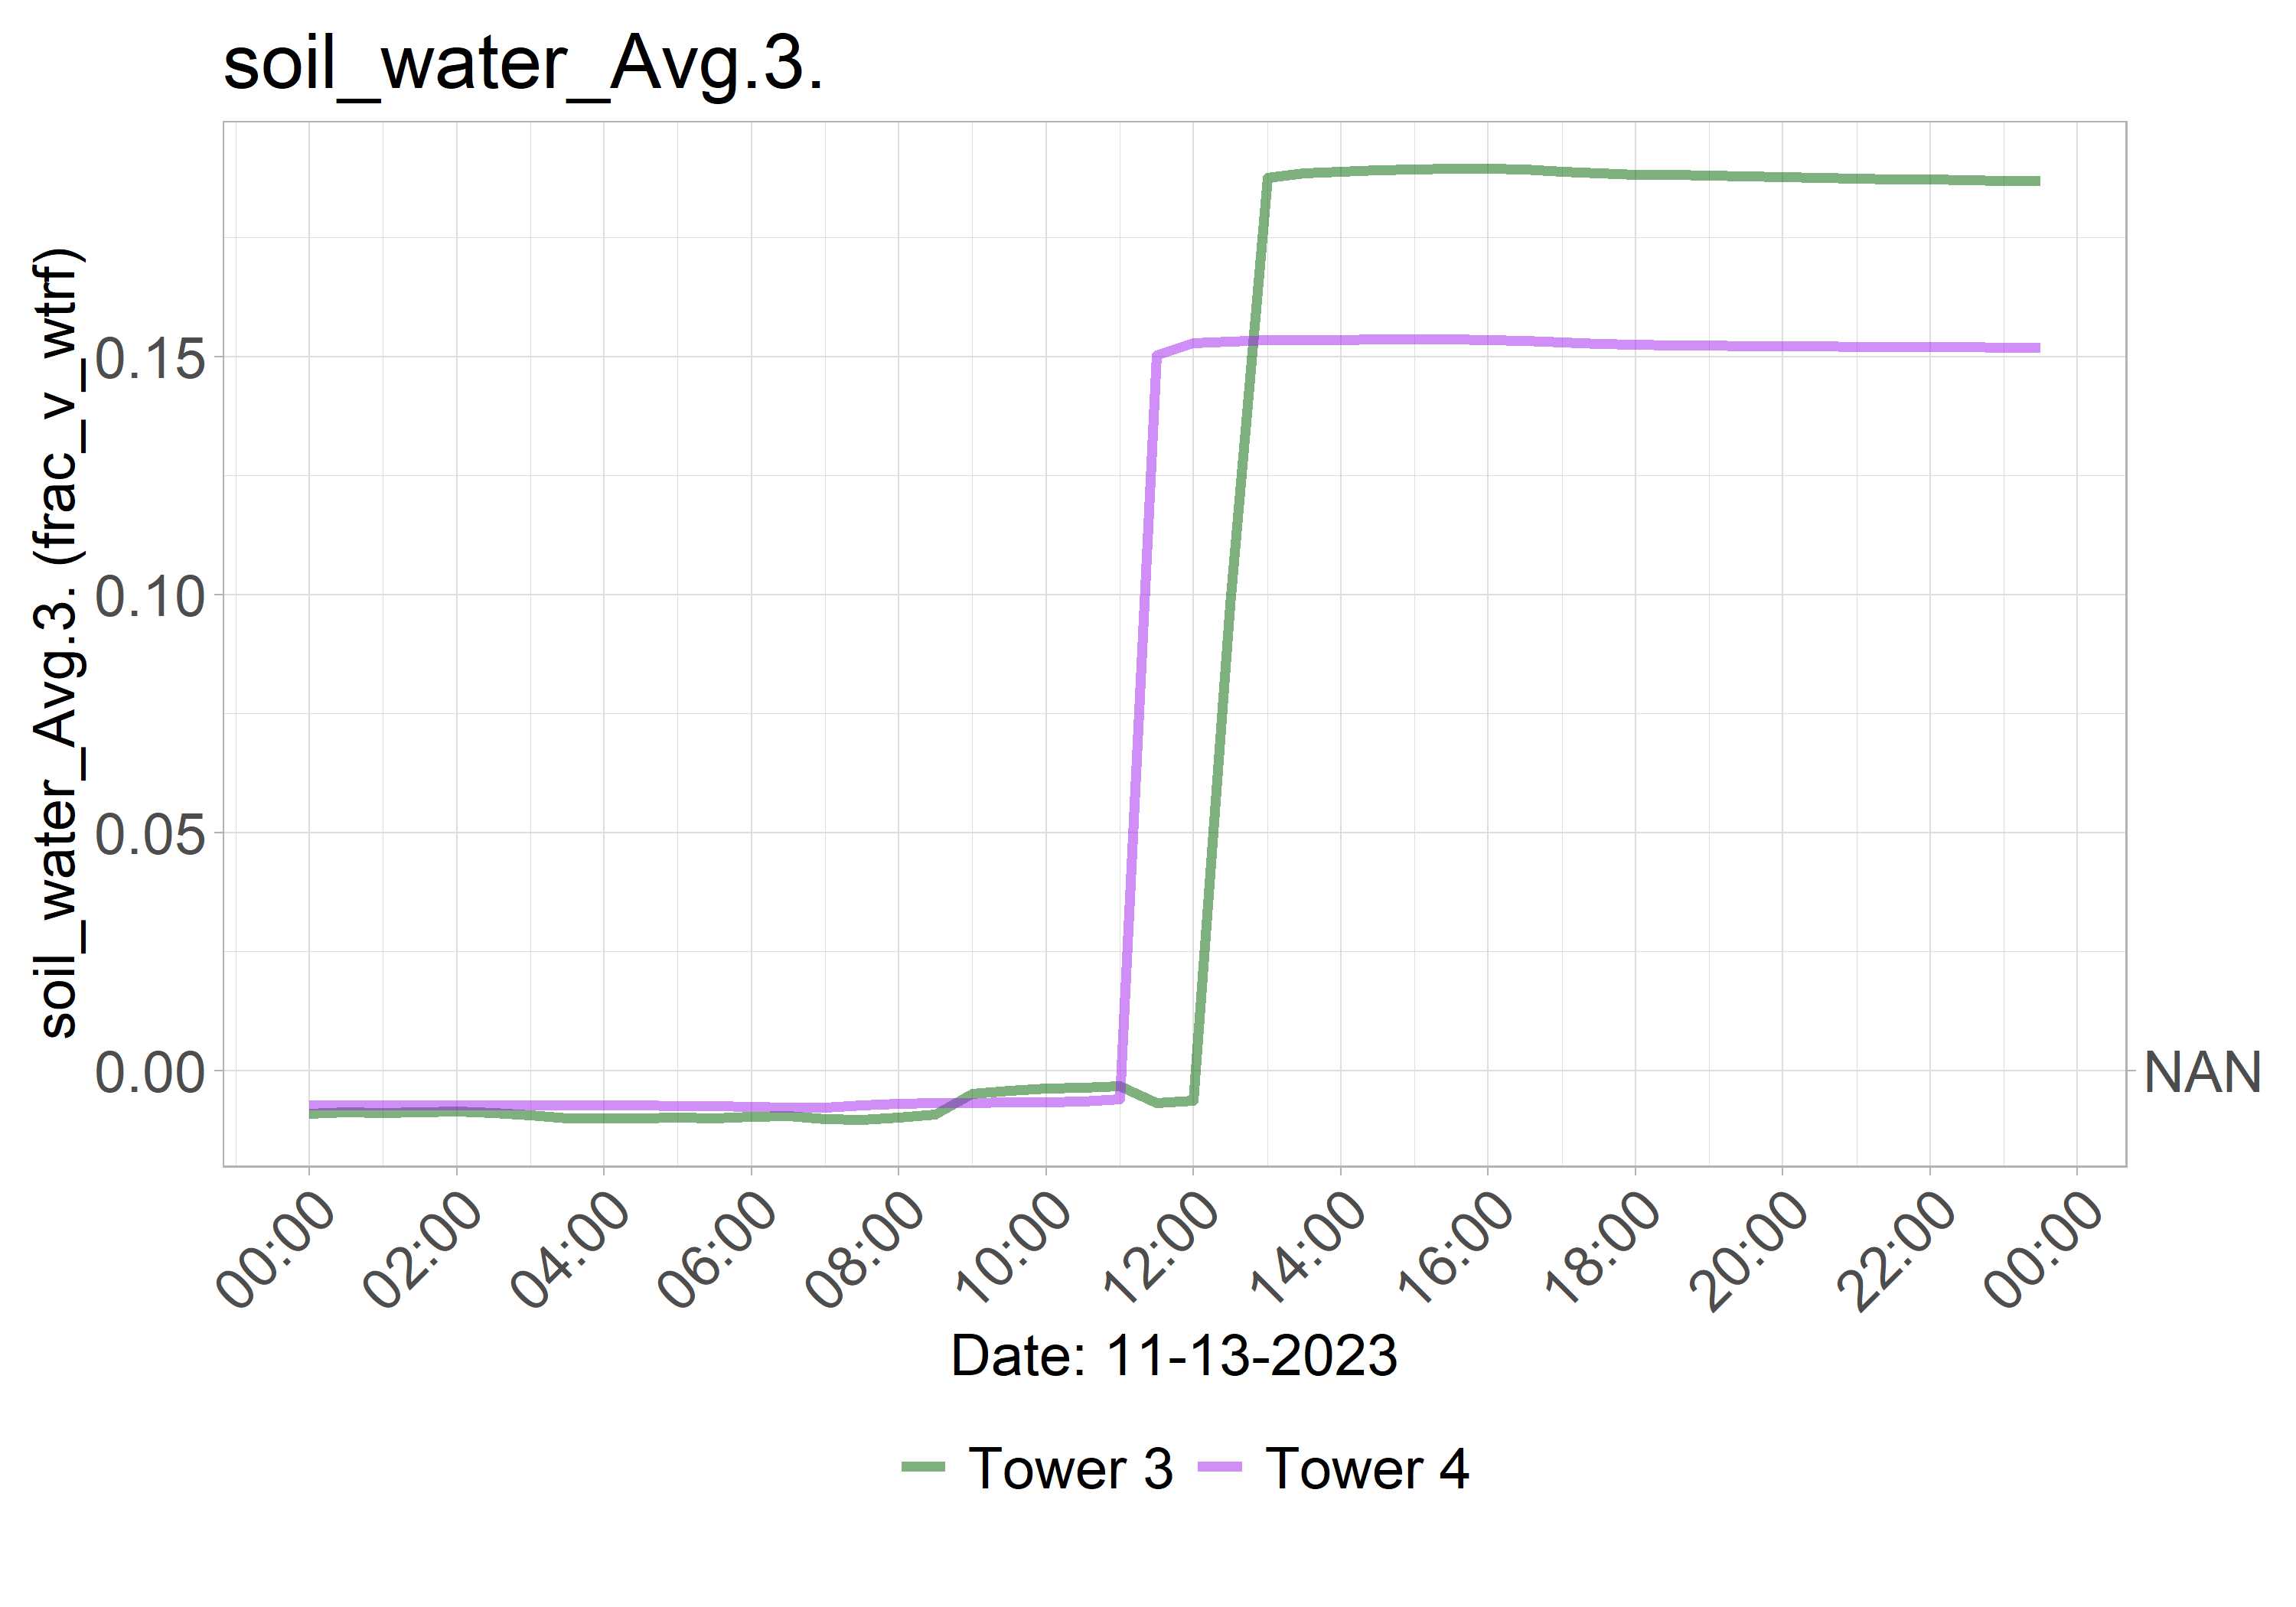 soil_water_Avg.3.
soil_water_Avg.3. (frac_v_wtrf)
0.15
0.10
0.05
0.00
NAN
00:00
02:00
04:00
06:00
08:00
10:00
12:00
14:00
16:00
18:00
20:00
22:00
00:00
Date: 11-13-2023
Tower 3
Tower 4